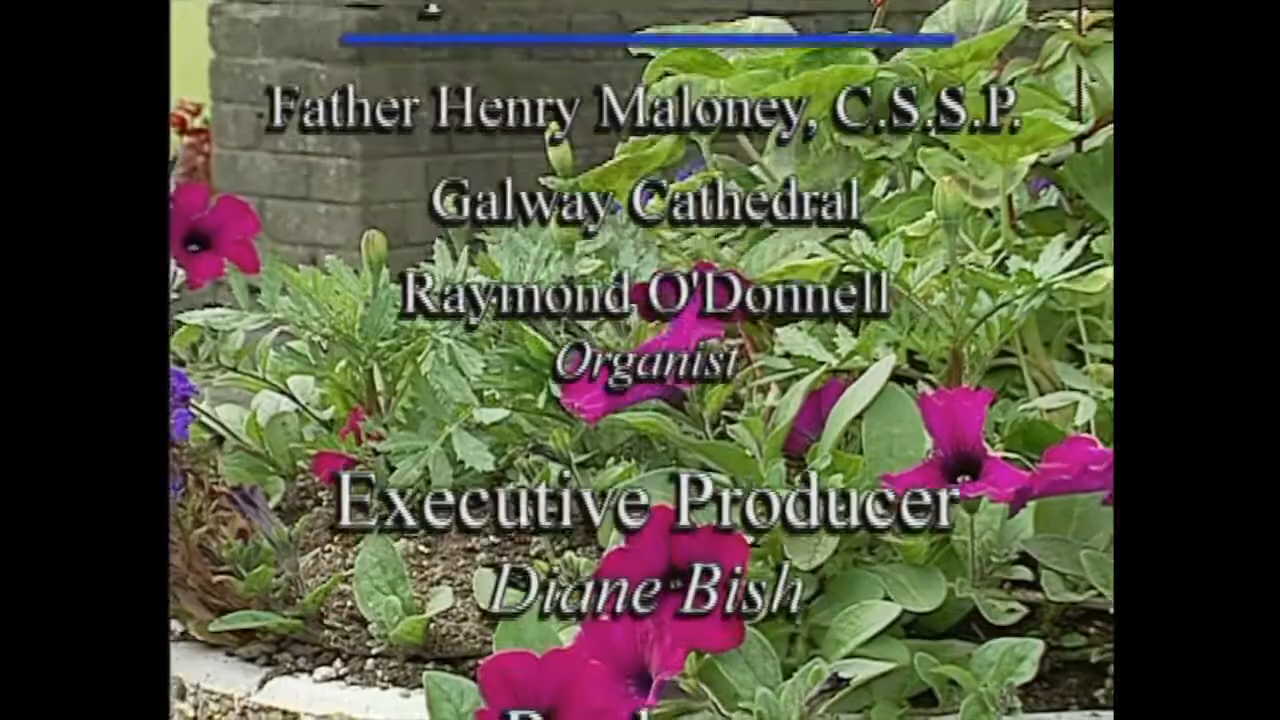 Father Henry Maloney, C.S.S.P.
Galway Cathedral
Raymond O'Donnell
Organist
Executive Producer
Diane Bish